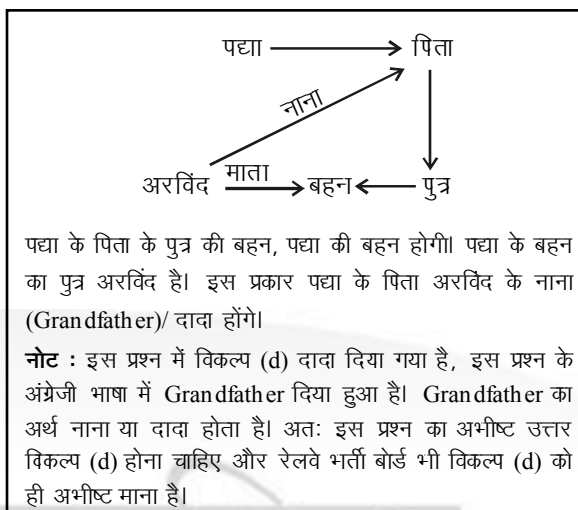 पद्या पिता
नाना
अरविंद माता बहन पुत्र
पद्या के पिता के पुत्र की बहन, पद्या की बहन होगी। पद्या के बहन
का पुत्र अरविंद है। इस प्रकार पद्या के पिता अरविंद के नाना
(Grandfather)/ दादा होंगे।
नोट : इस प्रश्न में विकल्प (d) दादा दिया गया है, इस प्रश्न के
अंग्रेजी भाषा में Grandfather दिया हुआ है। Grandfather का
अर्थ नाना या दादा होता है। अतः इस प्रश्न का अभीष्ट उत्तर
विकल्प (d) होना चाहिए और रेलवे भर्ती बोर्ड भी विकल्प (d) को
ही अभीष्ट माना है।